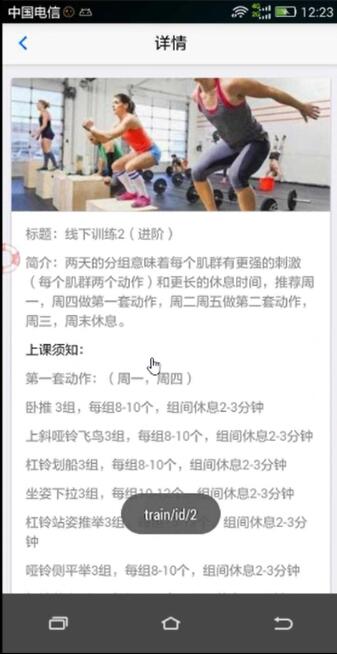 中国电信 4G 2G 12:23
详情
标题：线下训练2（进阶）
简介：两天的分组意味着每个肌群有更强的刺激
（每个肌群两个动作）和更长的休息时间，推荐周
一，周四做第一套动作，周二周五做第二套动作，
周三，周末休息。
上课须知：
第一套动作：（周一，周四）
卧推 3组，每组8-10个，组间休息2-3分钟
上斜哑铃飞鸟3组，每组8-10个，组间休息2-3分钟
杠铃划船3组，每组8-10个，组间休息2-3分钟
坐姿下拉3组，每组10-12个，组间休息2-3分钟
杠铃站姿推举3组，组间休息2-3分
train/id/2
钟
哑铃侧平举3组，每组8-10个，组间休息2-3分钟